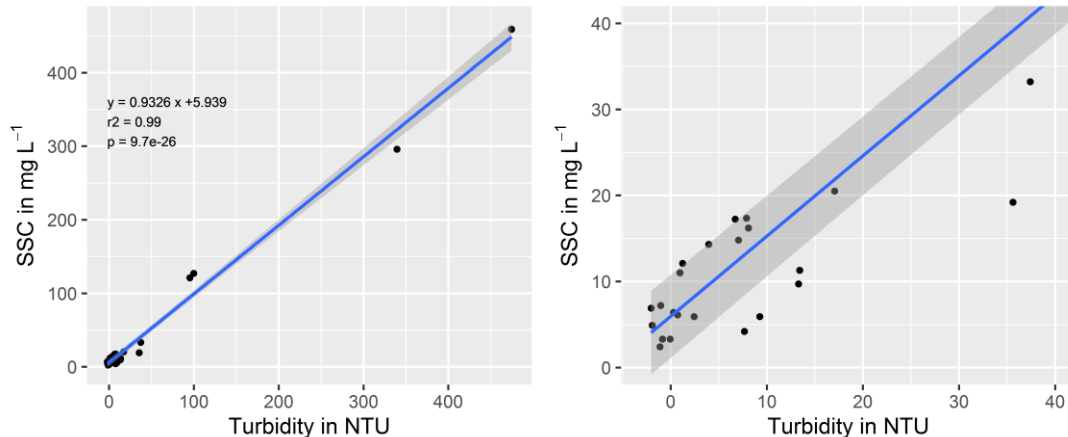 400
300
200
100
0
SSC in mg L⁻¹
y = 0.9326 x +5.939
r2 = 0.99
p = 9.7e-26
0 100 200 300 400
Turbidity in NTU
40
30
20
10
0
SSC in mg L⁻¹
0 10 20 30 40
Turbidity in NTU